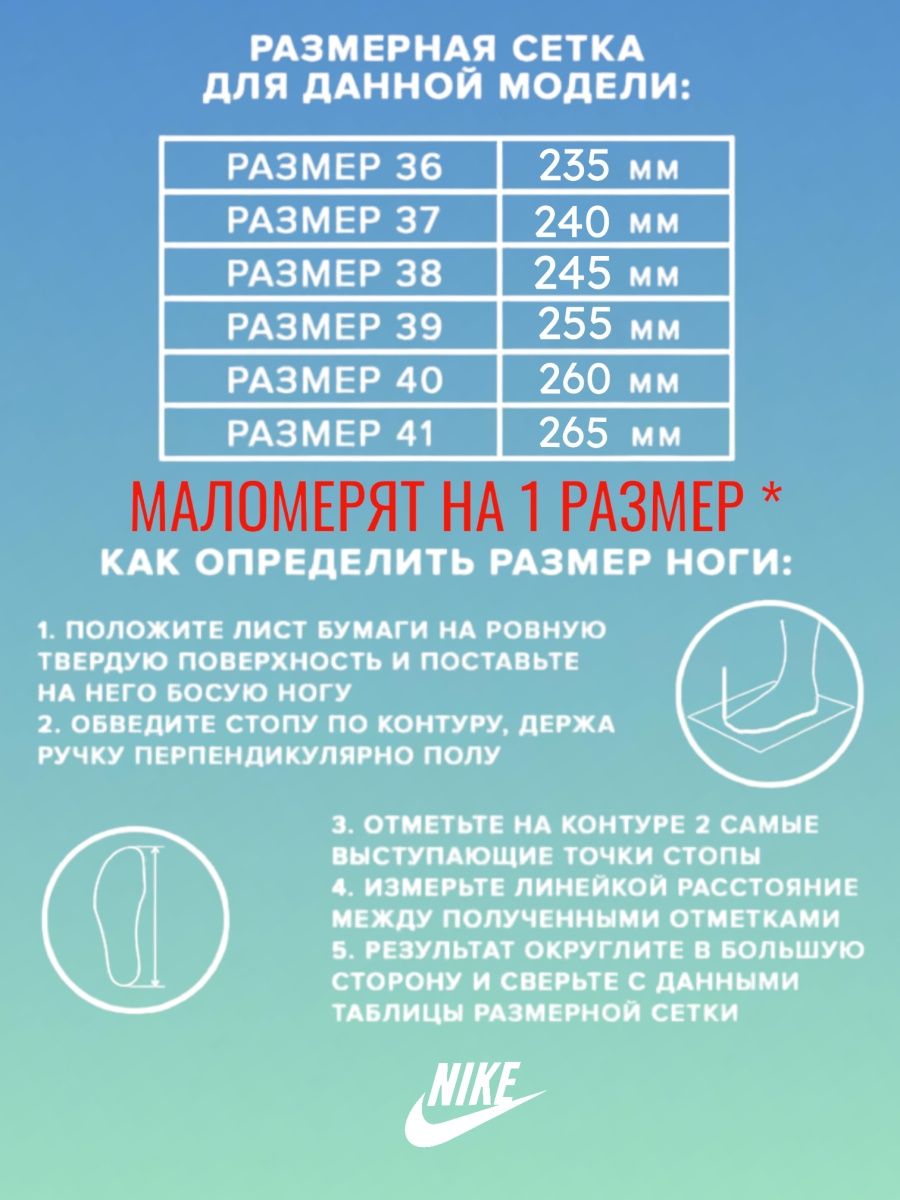 РАЗМЕРНАЯ СЕТКА
ДЛЯ ДАННОЙ МОДЕЛИ:
РАЗМЕР 36 235 мм
РАЗМЕР 37 240 мм
РАЗМЕР 38 245 мм
РАЗМЕР 39 255 мм
РАЗМЕР 40 260 мм
РАЗМЕР 41 265 мм
МАЛОМЕРЯТ НА 1 РАЗМЕР *
КАК ОПРЕДЕЛИТЬ РАЗМЕР НОГИ:
1. ПОЛОЖИТЕ ЛИСТ БУМАГИ НА РОВНУЮ
ТВЕРДУЮ ПОВЕРХНОСТЬ И ПОСТАВЬТЕ
НА НЕГО БОСУЮ НОГУ
2. ОБВЕДИТЕ СТОПУ ПО КОНТУРУ, ДЕРЖА
РУЧКУ ПЕРПЕНДИКУЛЯРНО ПОЛУ
3. ОТМЕТЬТЕ НА КОНТУРЕ 2 САМЫЕ
ВЫСТУПАЮЩИЕ ТОЧКИ СТОПЫ
4. ИЗМЕРЬТЕ ЛИНЕЙКОЙ РАССТОЯНИЕ
МЕЖДУ ПОЛУЧЕННЫМИ ОТМЕТКАМИ
5. РЕЗУЛЬТАТ ОКРУГЛИТЕ В БОЛЬШУЮ
СТОРОНУ И СВЕРЬТЕ С ДАННЫМИ
ТАБЛИЦЫ РАЗМЕРНОЙ СЕТКИ
NIKE